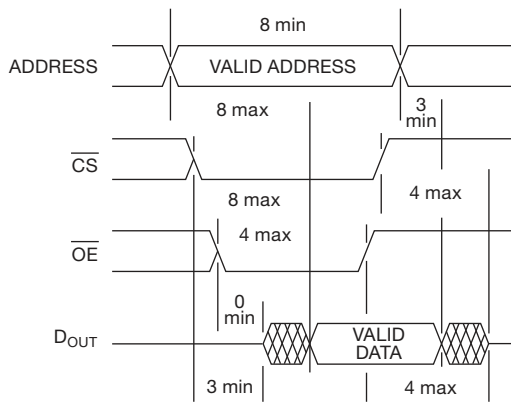 8 min
ADDRESS
VALID ADDRESS
8 max
3
min
CS
4 max
8 max
OE
4 max
0
min
DOUT
VALID
DATA
3 min
4 max